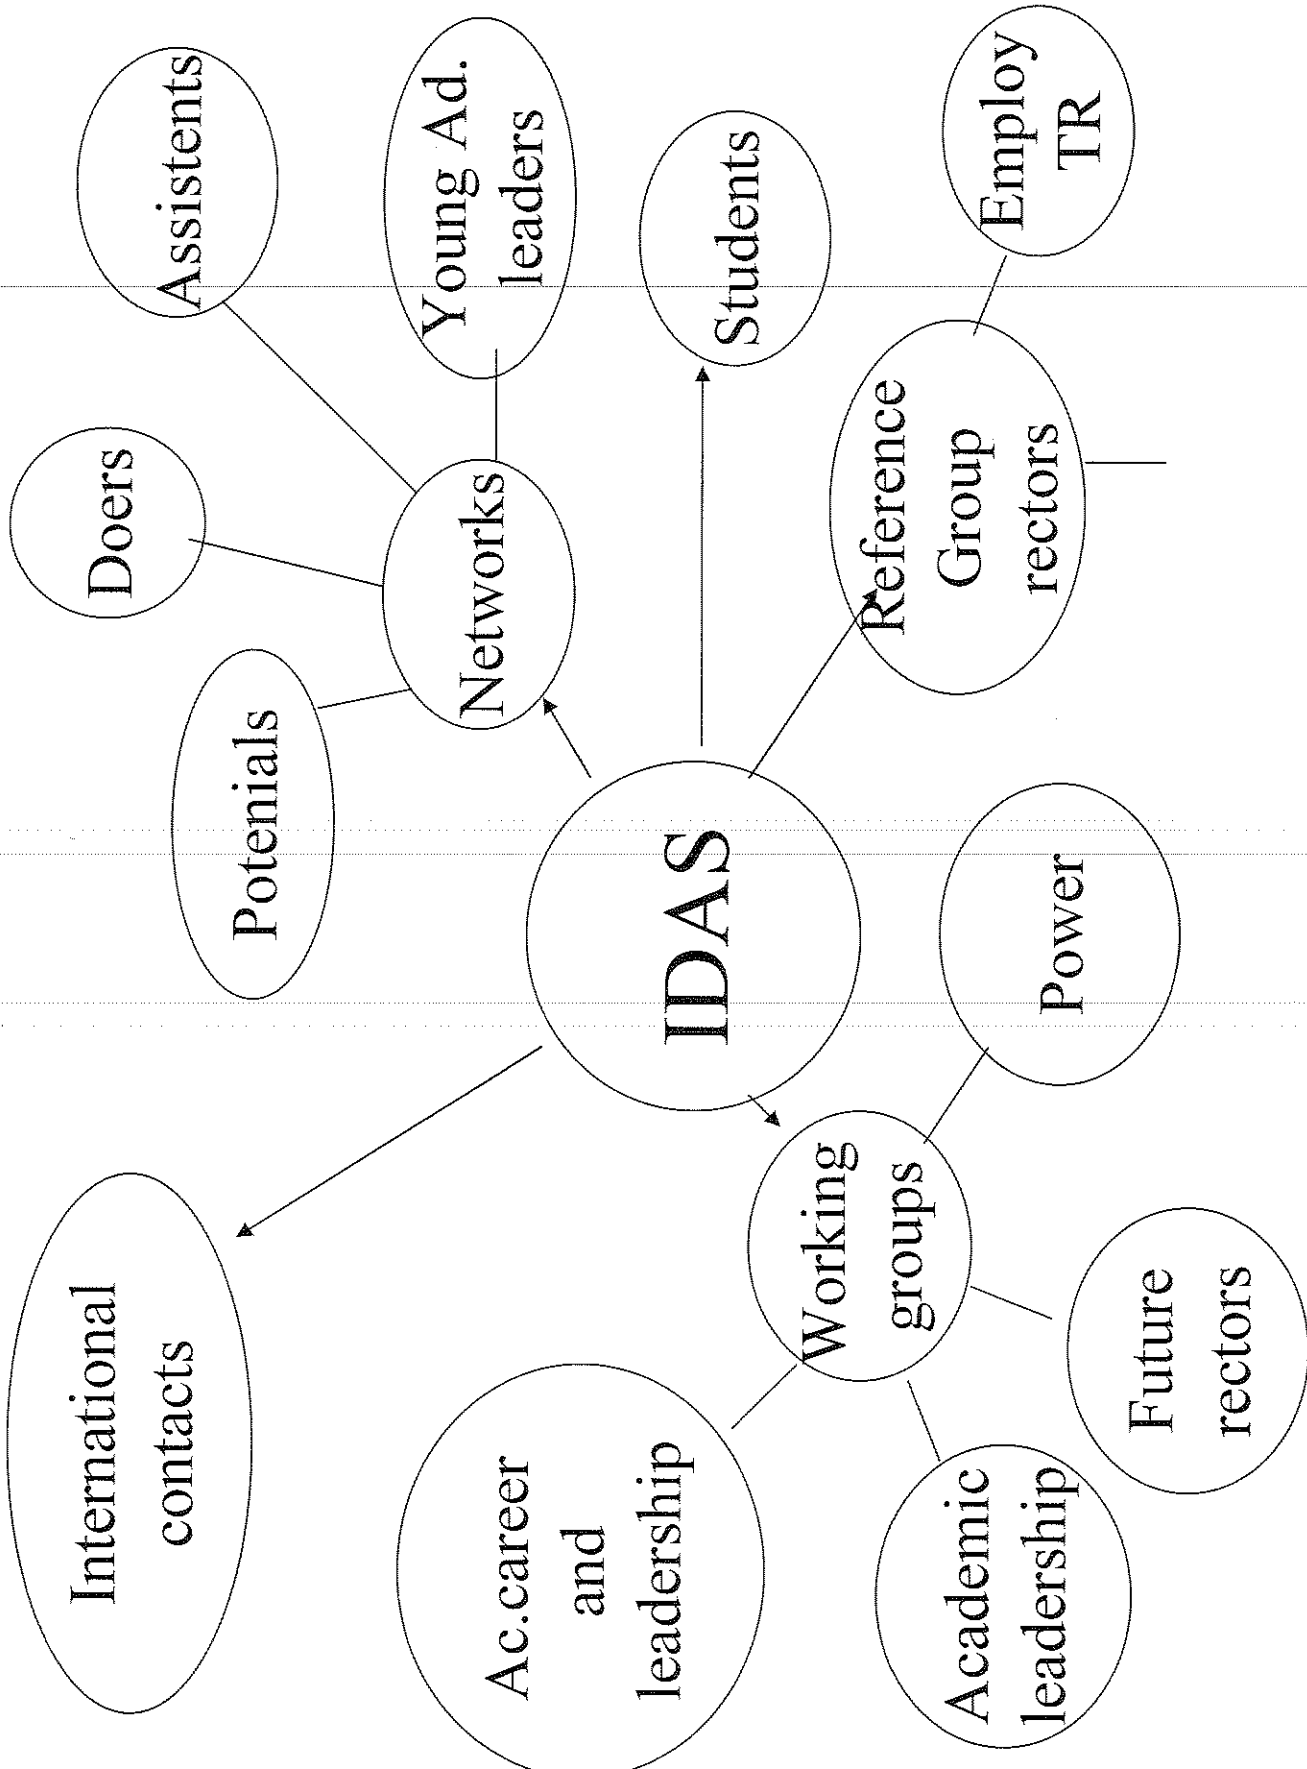 International
contacts
Potenials
Doers
Assistents
Ac.career
and
leadership
Networks
Young Ad.
leaders
IDAS
Students
Working
groups
Academic
leadership
Future
rectors
Power
Reference
Group
rectors
Employ
TR